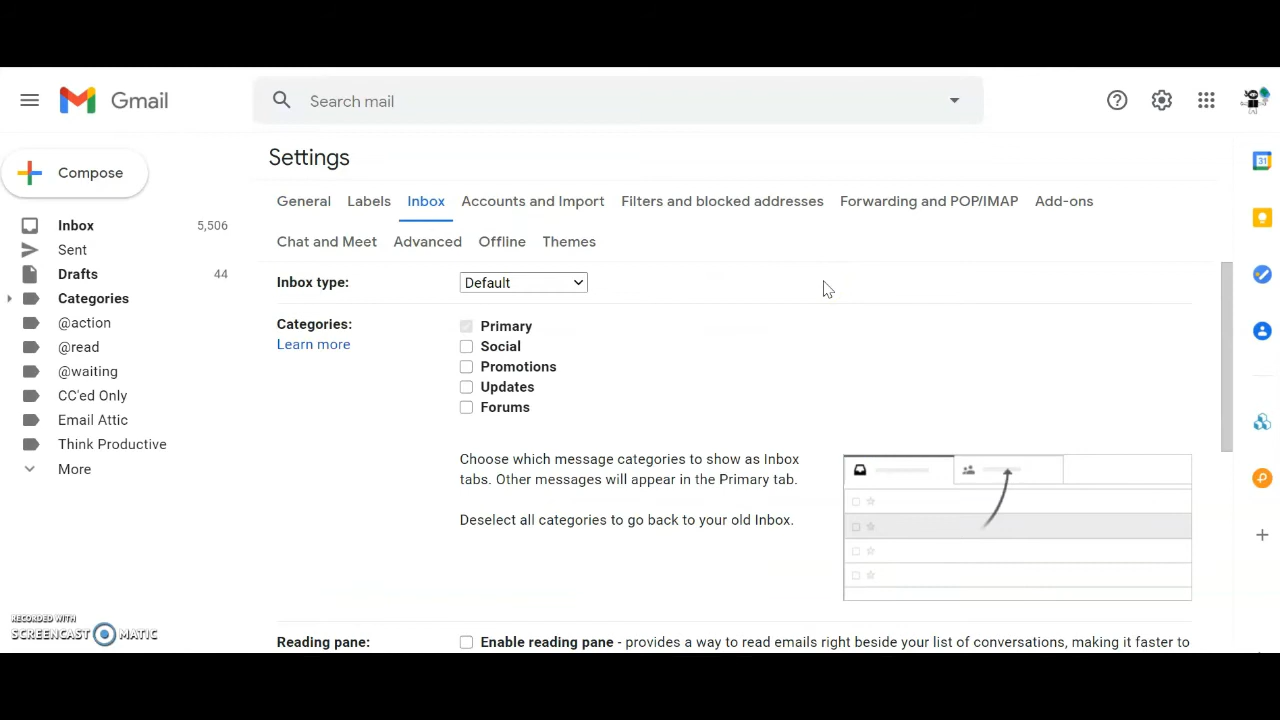 Gmail
Search mail
Compose
Inbox 5,506
Sent
Drafts 44
Categories
@action
@read
@waiting
CC'ed Only
Email Attic
Think Productive
More
Settings
General Labels Inbox Accounts and Import Filters and blocked addresses Forwarding and POP/IMAP Add-ons
Chat and Meet Advanced Offline Themes
Inbox type: Default
Categories:
Learn more
Primary
Social
Promotions
Updates
Forums
Choose which message categories to show as Inbox
tabs. Other messages will appear in the Primary tab.
Deselect all categories to go back to your old Inbox.
Reading pane: Enable reading pane - provides a way to read emails right beside your list of conversations, making it faster to
31
RECORDED WITH
SCREENCAST MATIC